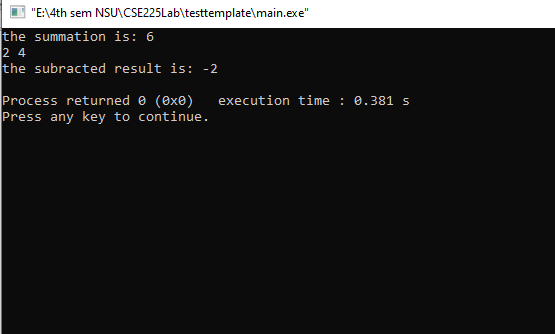 "E:\4th sem NSU\CSE225Lab\testtemplate\main.exe"
the summation is: 6
2 4
the subracted result is: -2
Process returned 0 (0x0)   execution time : 0.381 s
Press any key to continue.